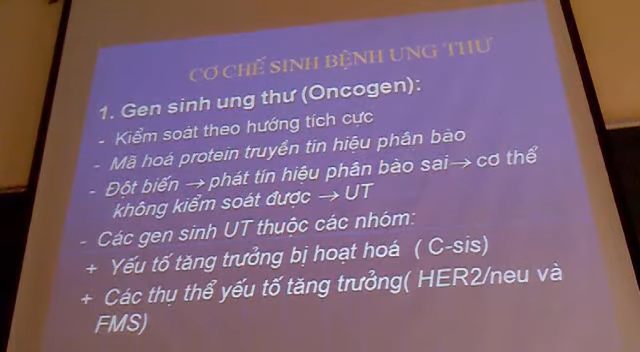 CƠ CHẾ SINH BỆNH UNG THƯ
1. Gen sinh ung thư (Oncogen):
- Kiểm soát theo hướng tích cực
- Mã hoá protein truyền tín hiệu phân bào
- Đột biến → phát tín hiệu phân bào sai→ cơ thể
không kiểm soát được → UT
- Các gen sinh UT thuộc các nhóm:
+ Yếu tố tăng trưởng bị hoạt hoá ( C-sis)
+ Các thụ thể yếu tố tăng trưởng( HER2/neu và
FMS)